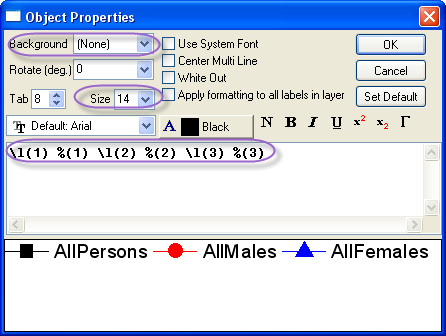 Object Properties
Background (None) Use System Font OK
Center Multi Line
Rotate (deg.) 0 White Out Cancel
Tab 8 Size 14 Apply formatting to all labels in layer Set Default
Default: Arial A Black N B I U x² x₂ Γ
\l(1) %(1) \l(2) %(2) \l(3) %(3)
AllPersons AllMales AllFemales